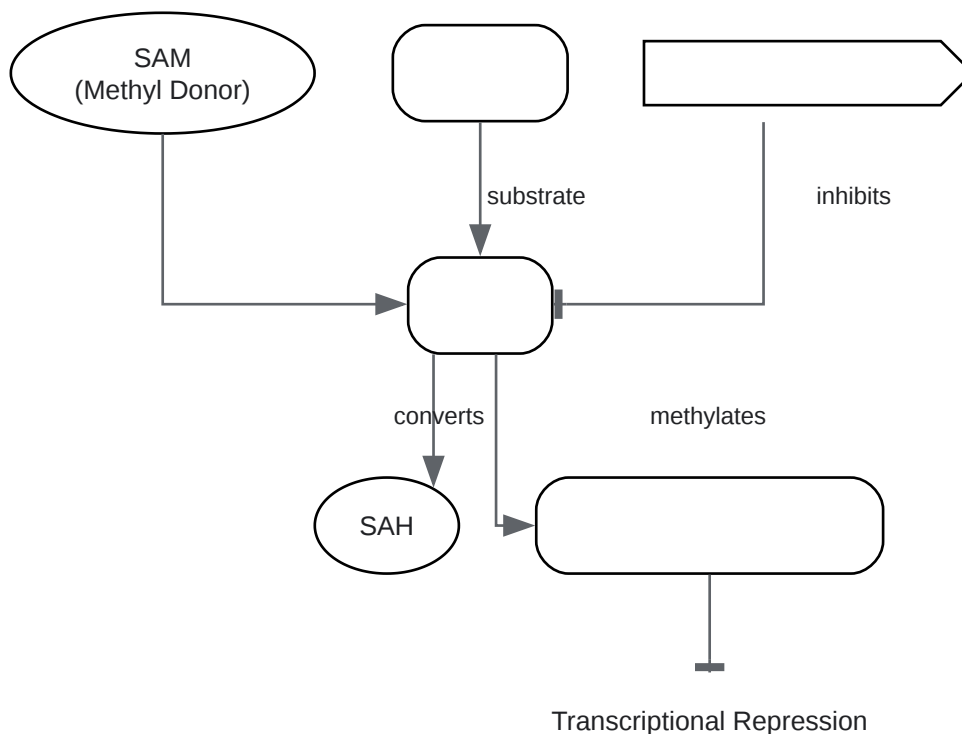 SAM
(Methyl Donor)
substrate
inhibits
converts
methylates
SAH
Transcriptional Repression